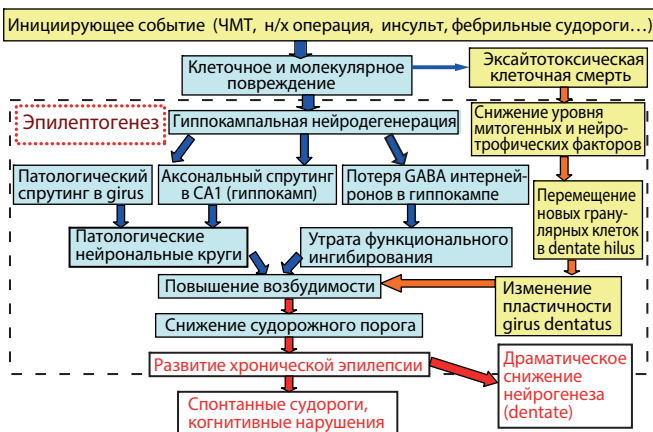 Инициирующее событие (ЧМТ, н/х операция, инсульт, фебрильные судороги...)
Клеточное и молекулярное
повреждение
Эксайтотоксическая
клеточная смерть
Эпилептогенез
Гиппокампальная нейродегенерация
Снижение уровня
митогенных и нейро-
трофических факторов
Патологический
спрутинг в girus
Аксональный спрутинг
в CA1 (гиппокамп)
Потеря GABA интерней-
ронов в гиппокампе
Перемещение
новых грану-
лярных клеток
в dentate hilus
Патологические
нейрональные круги
Утрата функционального
ингибирования
Повышение возбудимости
Изменение
пластичности
girus dentatus
Снижение судорожного порога
Развитие хронической эпилепсии
Драматическое
снижение
нейрогенеза
(dentate)
Спонтанные судороги,
когнитивные нарушения